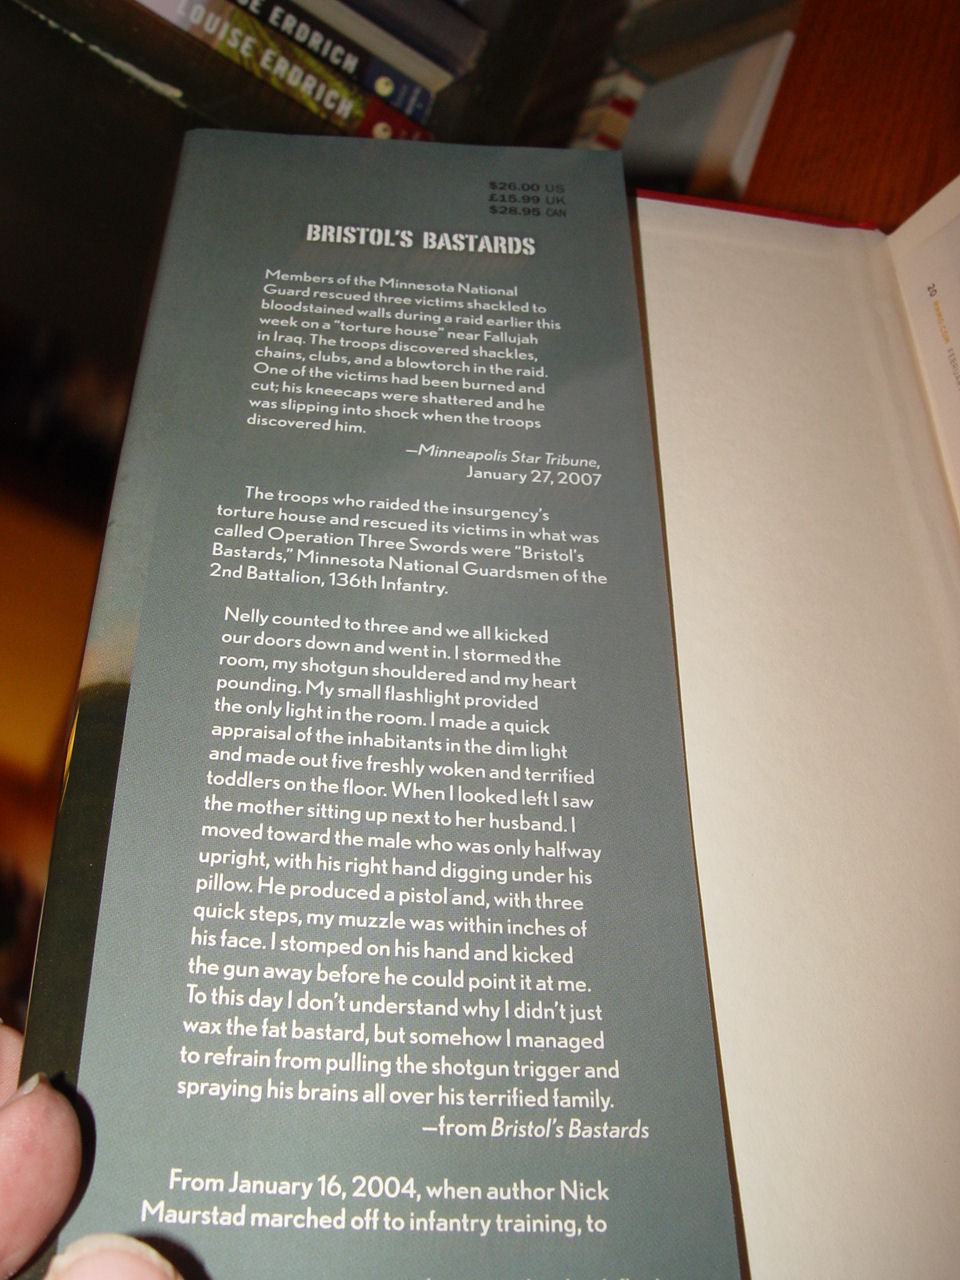 SE ERDRICH
LOUISE ERDRICH
$26.00 US
£15.99 UK
$28.95 CAN
BRISTOL'S BASTARDS
Members of the Minnesota National
Guard rescued three victims shackled to
bloodstained walls during a raid earlier this
week on a "torture house" near Fallujah
in Iraq. The troops discovered shackles,
chains, clubs, and a blowtorch in the raid.
One of the victims had been burned and
cut; his kneecaps were shattered and he
was slipping into shock when the troops
discovered him.
—Minneapolis Star Tribune,
January 27, 2007
The troops who raided the insurgency's
torture house and rescued its victims in what was
called Operation Three Swords were "Bristol's
Bastards," Minnesota National Guardsmen of the
2nd Battalion, 136th Infantry.
Nelly counted to three and we all kicked
our doors down and went in. I stormed the
room, my shotgun shouldered and my heart
pounding. My small flashlight provided
the only light in the room. I made a quick
appraisal of the inhabitants in the dim light
and made out five freshly woken and terrified
toddlers on the floor. When I looked left I saw
the mother sitting up next to her husband. I
moved toward the male who was only halfway
upright, with his right hand digging under his
pillow. He produced a pistol and, with three
quick steps, my muzzle was within inches of
his face. I stomped on his hand and kicked
the gun away before he could point it at me.
To this day I don't understand why I didn't just
wax the fat bastard, but somehow I managed
to refrain from pulling the shotgun trigger and
spraying his brains all over his terrified family.
—from Bristol's Bastards
From January 16, 2004, when author Nick
Maurstad marched off to infantry training, to
20